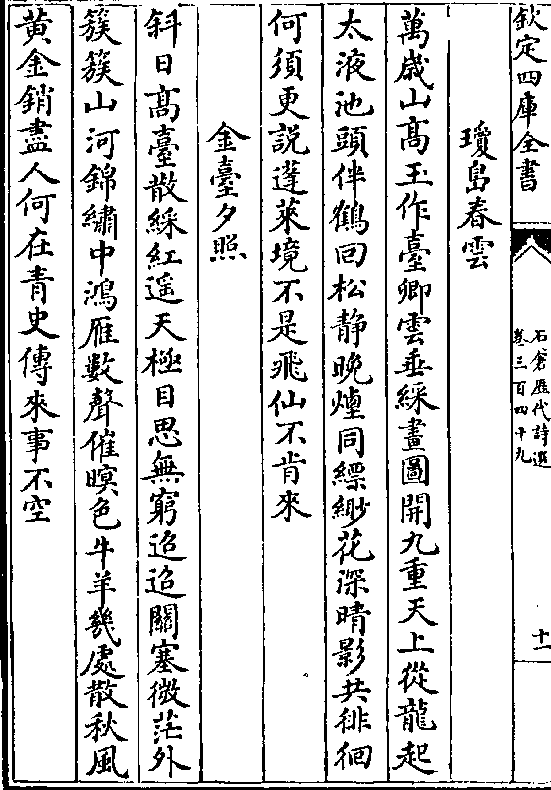 欽定四庫全書
石倉歷代詩選
卷三百四十九
十一
瓊島春雲
萬歲山高玉作臺卿雲垂綵畫圖開九重天上從龍起
太液池頭伴鶴回松静晚煙同縹緲花深晴影共徘徊
何須更説蓬萊境不是飛仙不肯來
金臺夕照
斜日高臺散綵紅遥天極目思無窮迢迢關塞微茫外
簇簇山河錦繡中鴻雁數聲催暝色牛羊幾處散秋風
黄金銷盡人何在青史傳來事不空